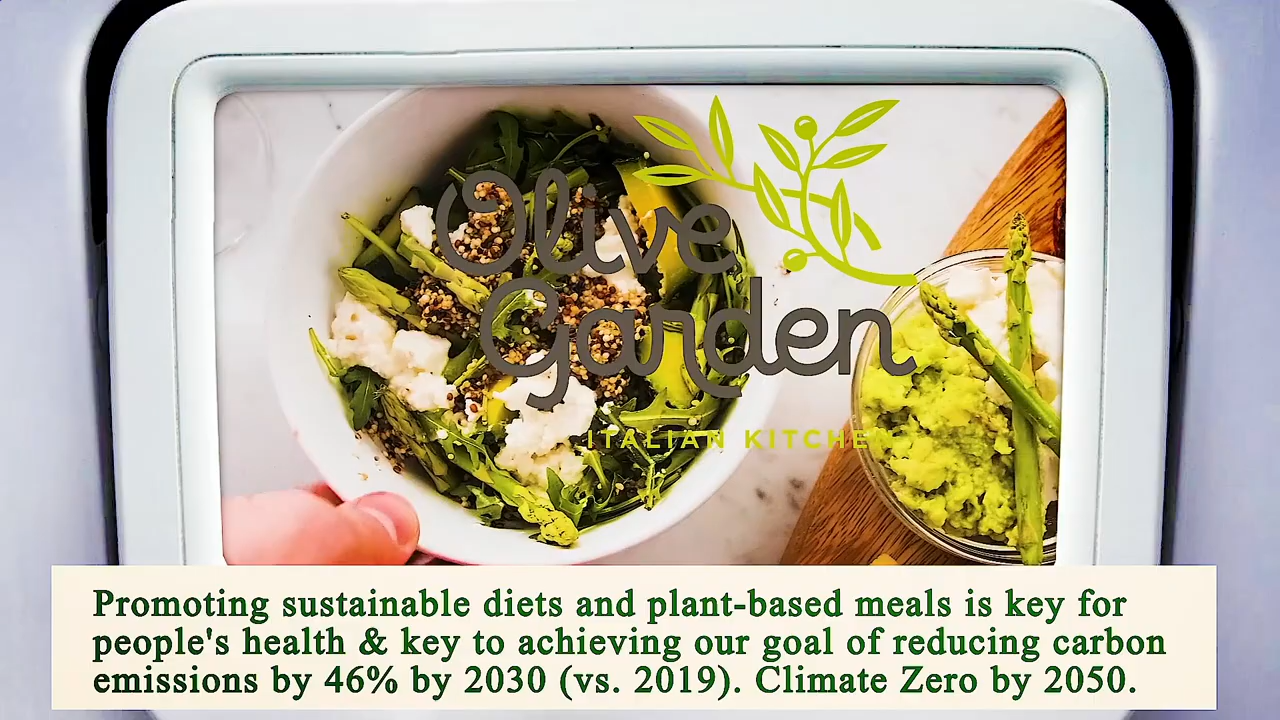 Olive
Garden
ITALIAN KITCHEN
Promoting sustainable diets and plant-based meals is key for
people's health & key to achieving our goal of reducing carbon
emissions by 46% by 2030 (vs. 2019). Climate Zero by 2050.